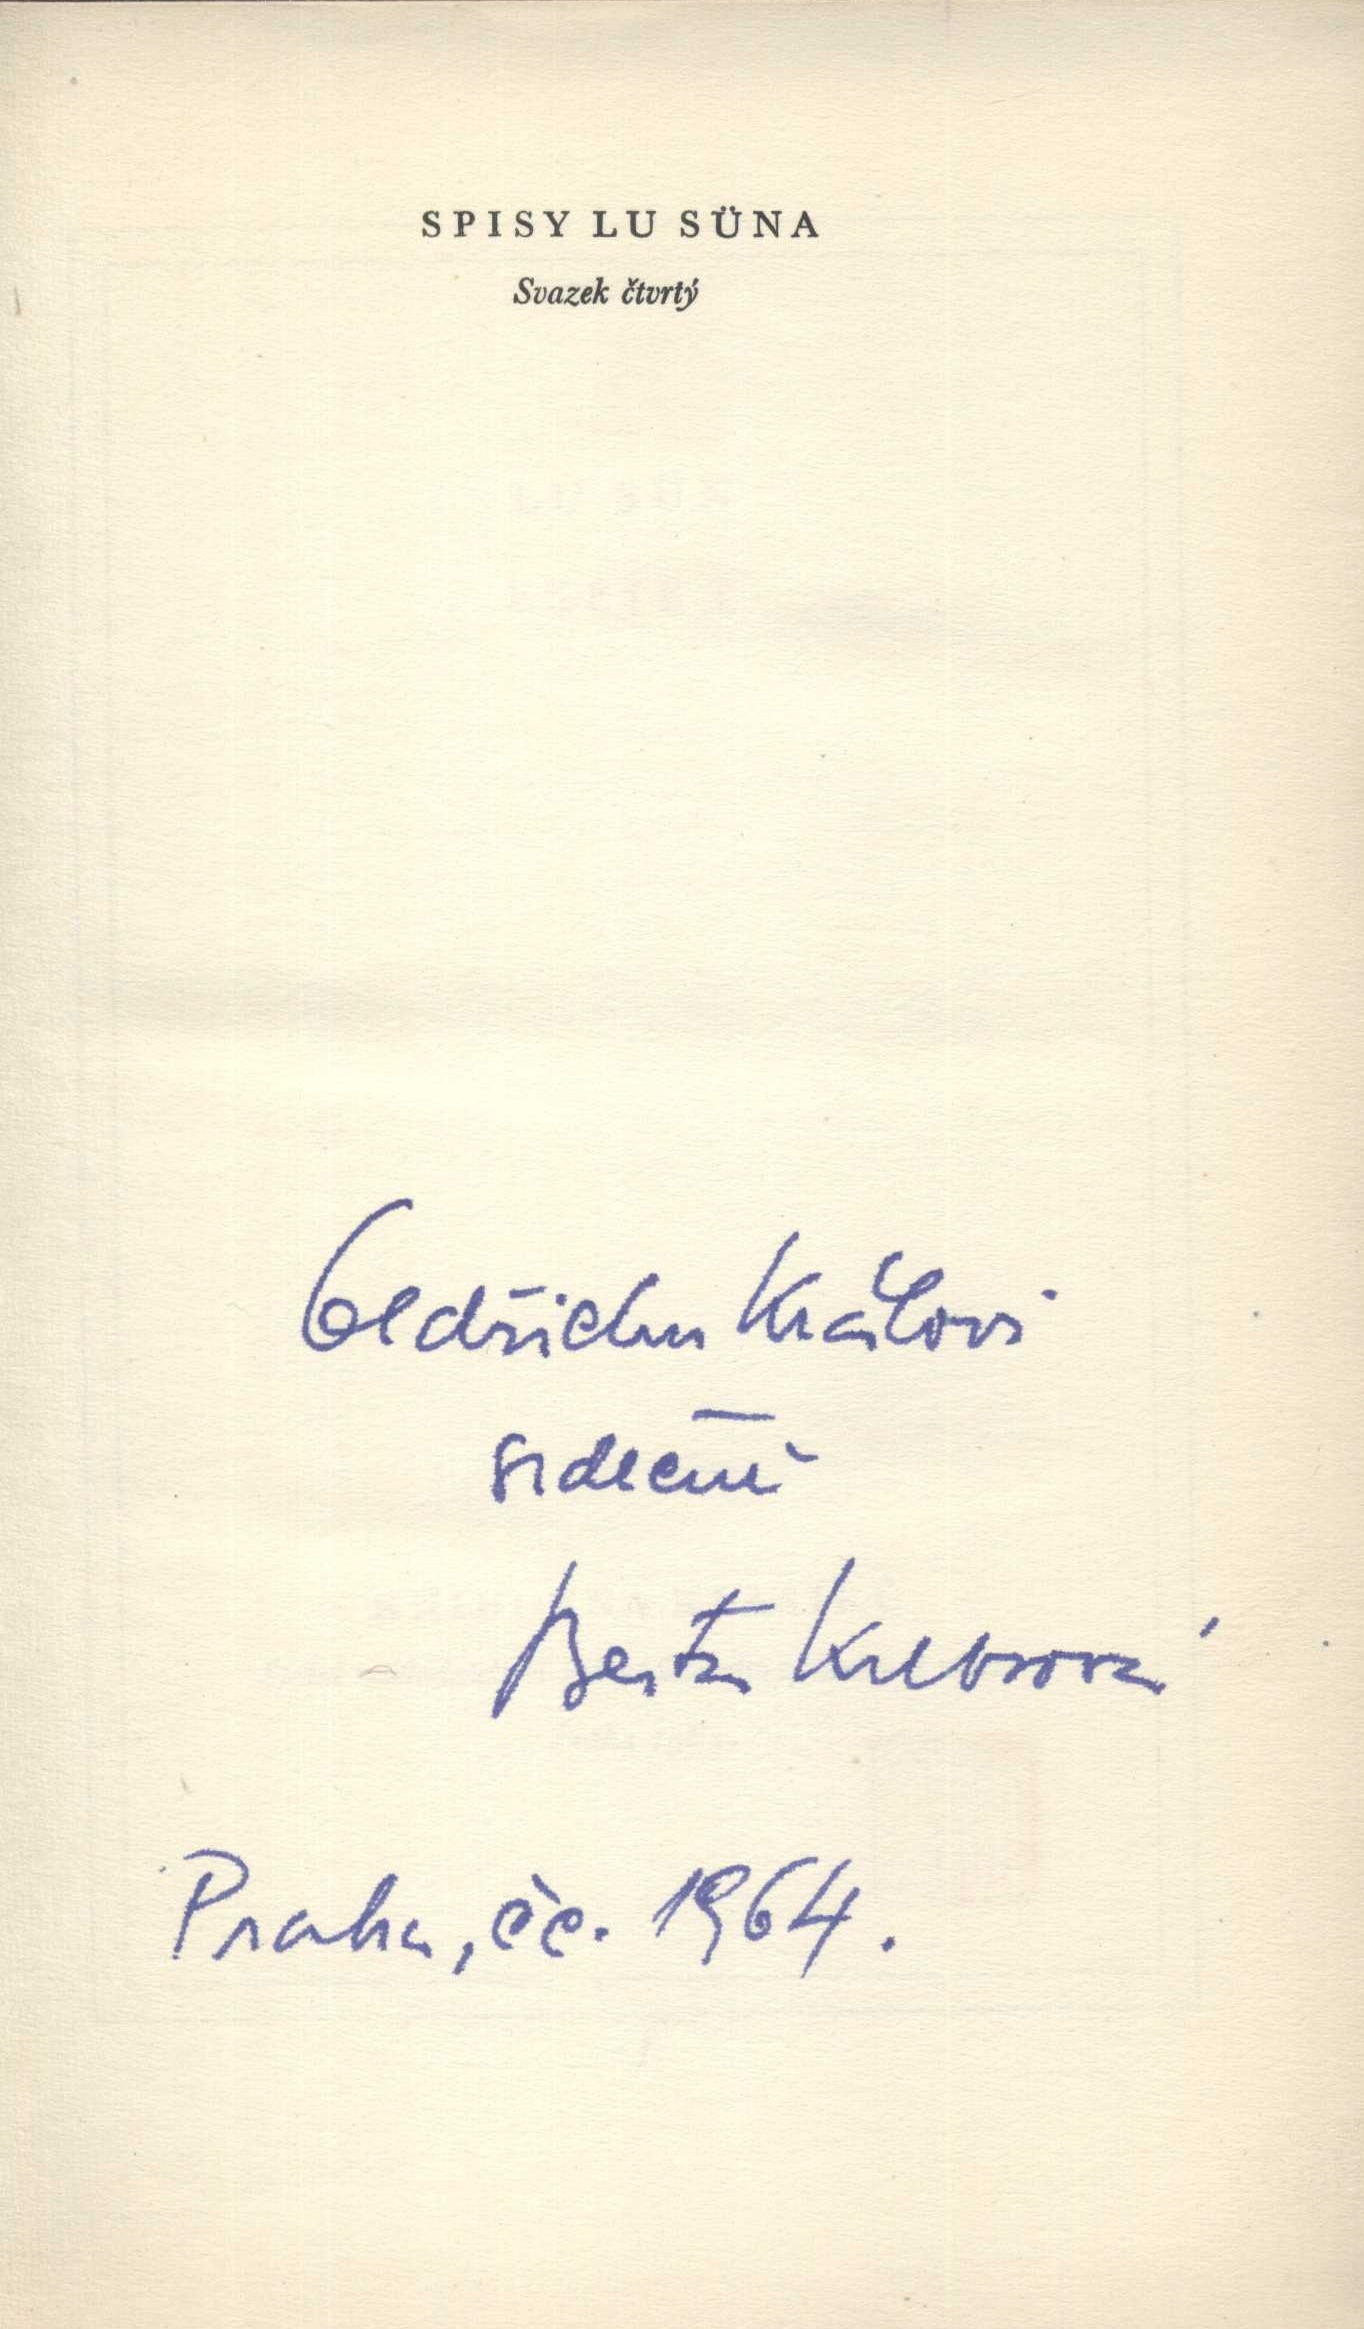 SPISY LU SÜNA
Svazek čtvrtý
Oldřichu Královi
srdečně
Berta Krebsová
Praha, čc. 1964.